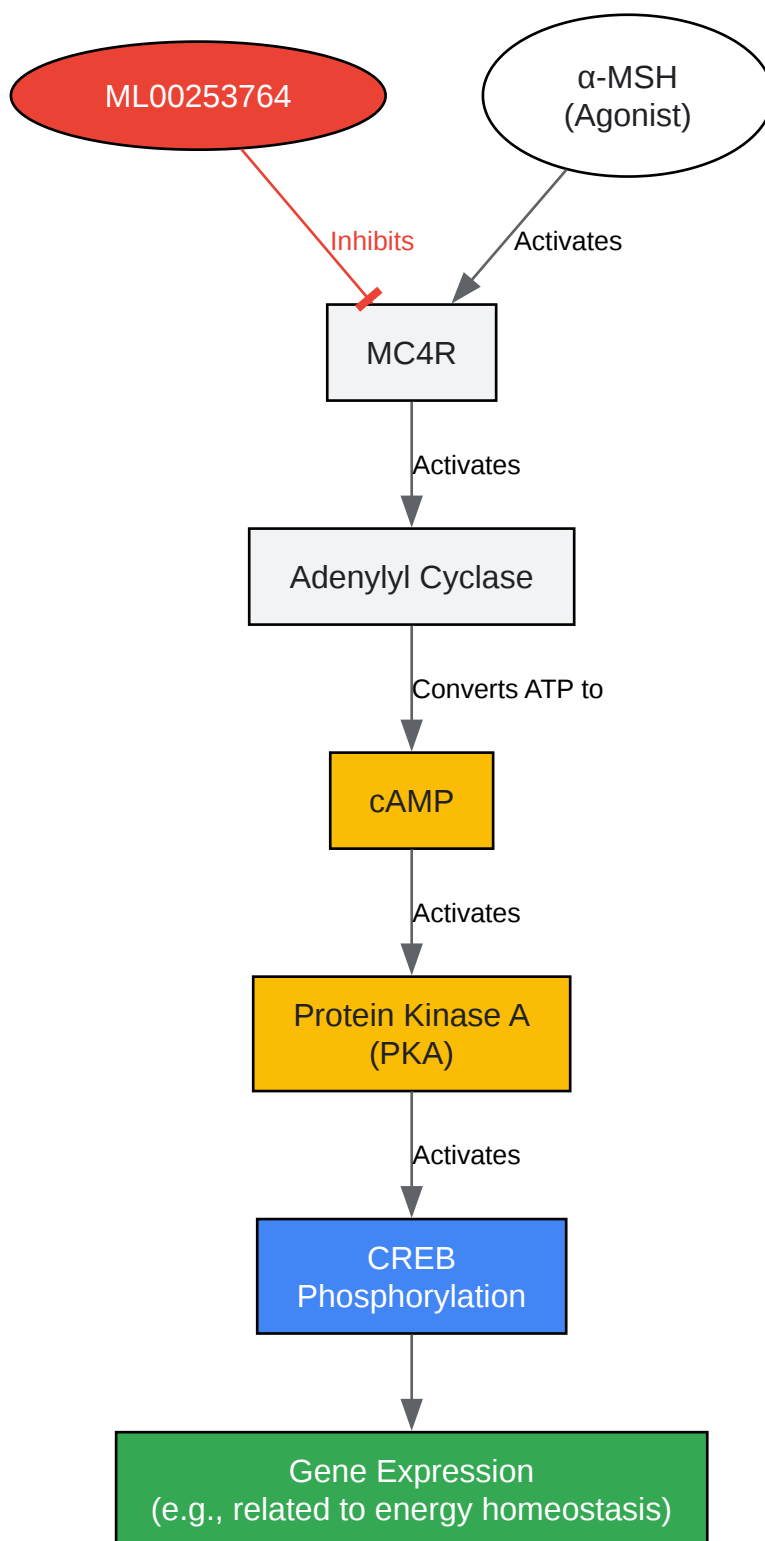 ML00253764
α-MSH
(Agonist)
Inhibits
Activates
MC4R
Activates
Adenylyl Cyclase
Converts ATP to
cAMP
Activates
Protein Kinase A
(PKA)
Activates
CREB
Phosphorylation
Gene Expression
(e.g., related to energy homeostasis)